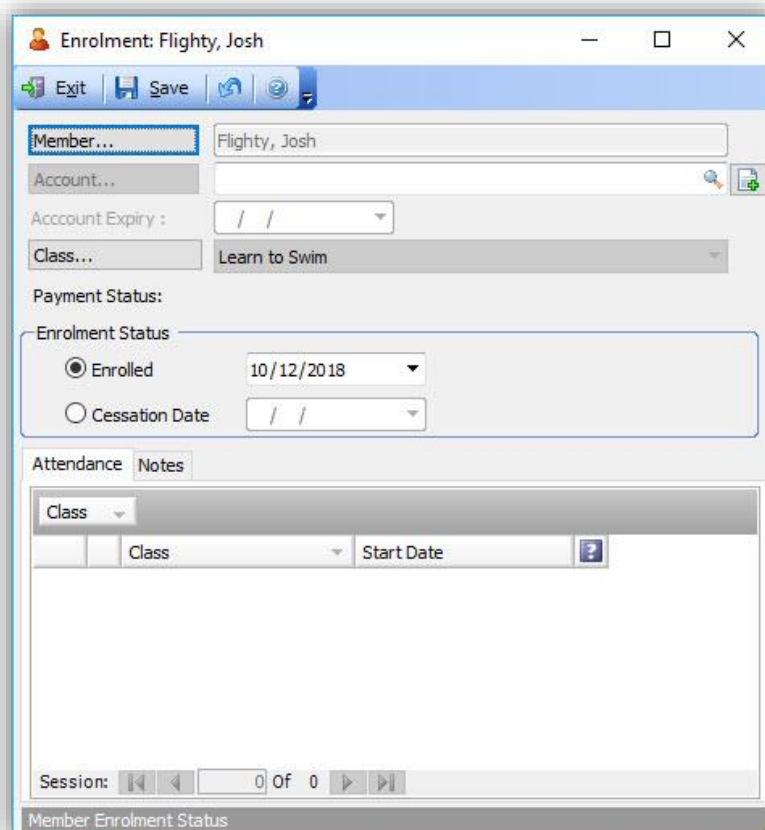 Enrolment: Flighty, Josh
Exit Save
Member... Flighty, Josh
Account...
Acccount Expiry : / /
Class... Learn to Swim
Payment Status:
Enrolment Status
Enrolled 10/12/2018
Cessation Date / /
Attendance Notes
Class
Class Start Date ?
Session: 0 Of 0
Member Enrolment Status